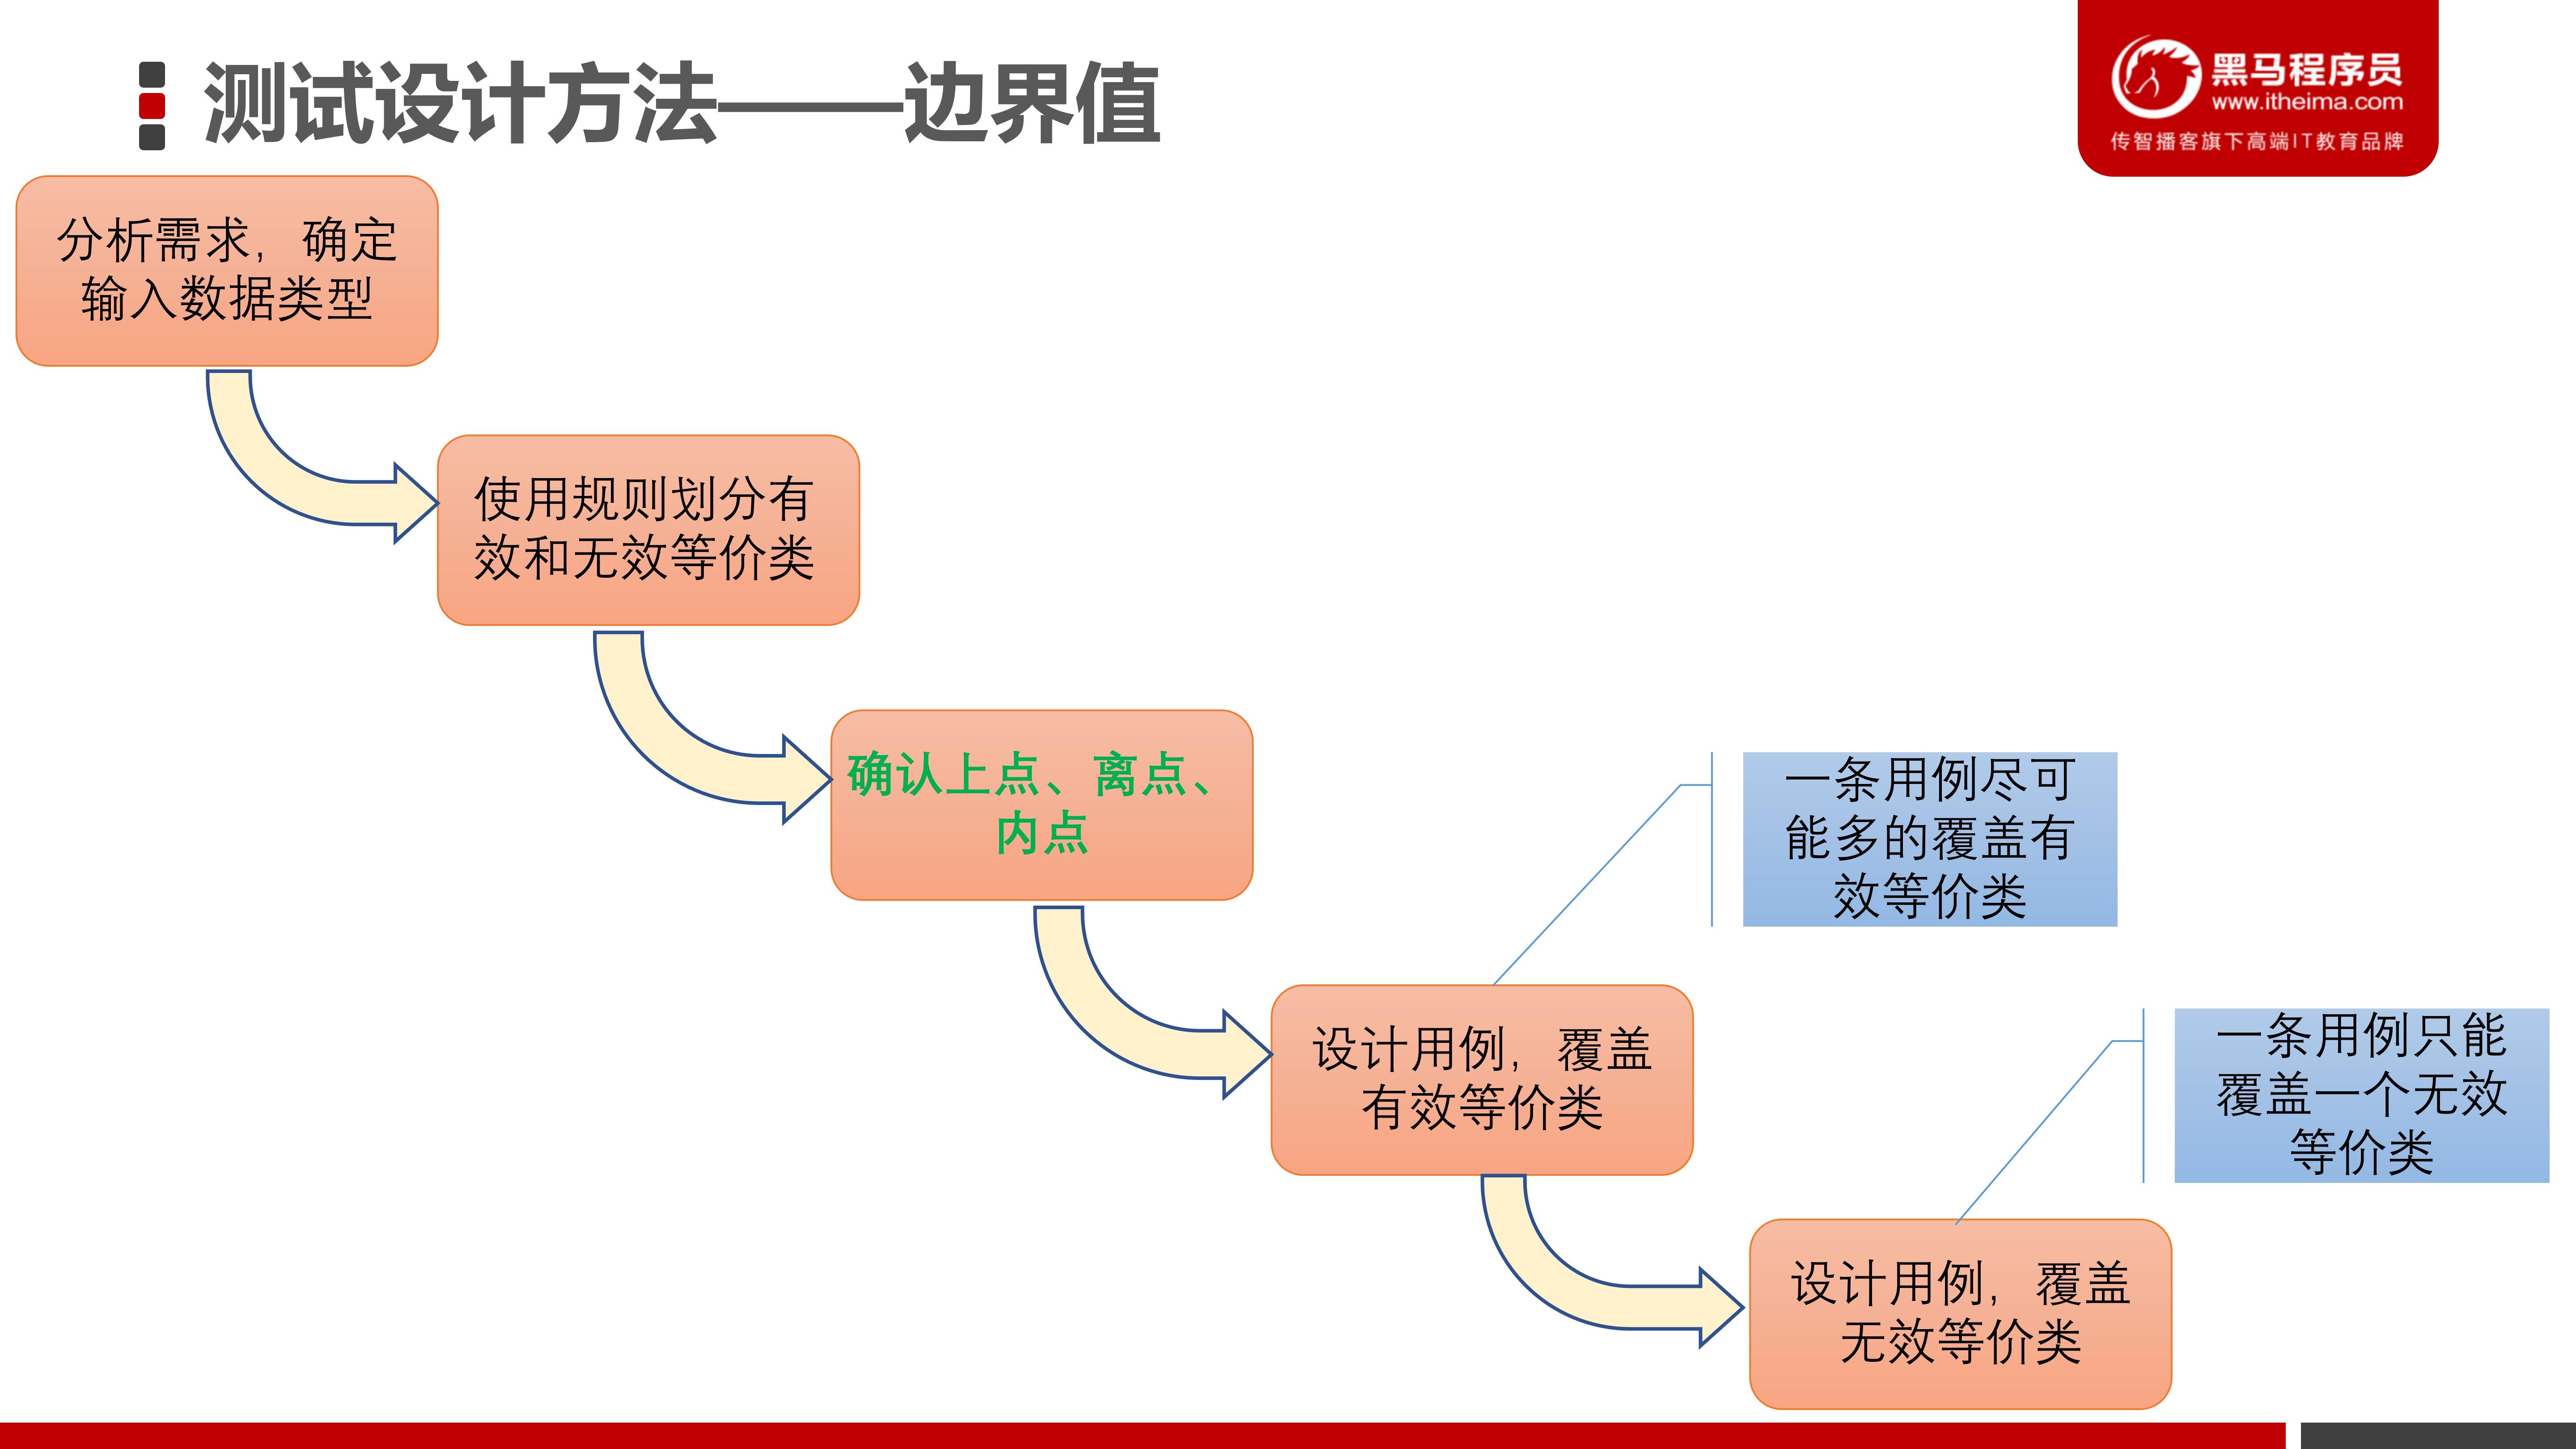 测试设计方法——边界值
黑马程序员
www.itheima.com
传智播客旗下高端IT教育品牌
分析需求，确定
输入数据类型
使用规则划分有
效和无效等价类
确认上点、离点、
内点
一条用例尽可
能多的覆盖有
效等价类
设计用例，覆盖
有效等价类
一条用例只能
覆盖一个无效
等价类
设计用例，覆盖
无效等价类